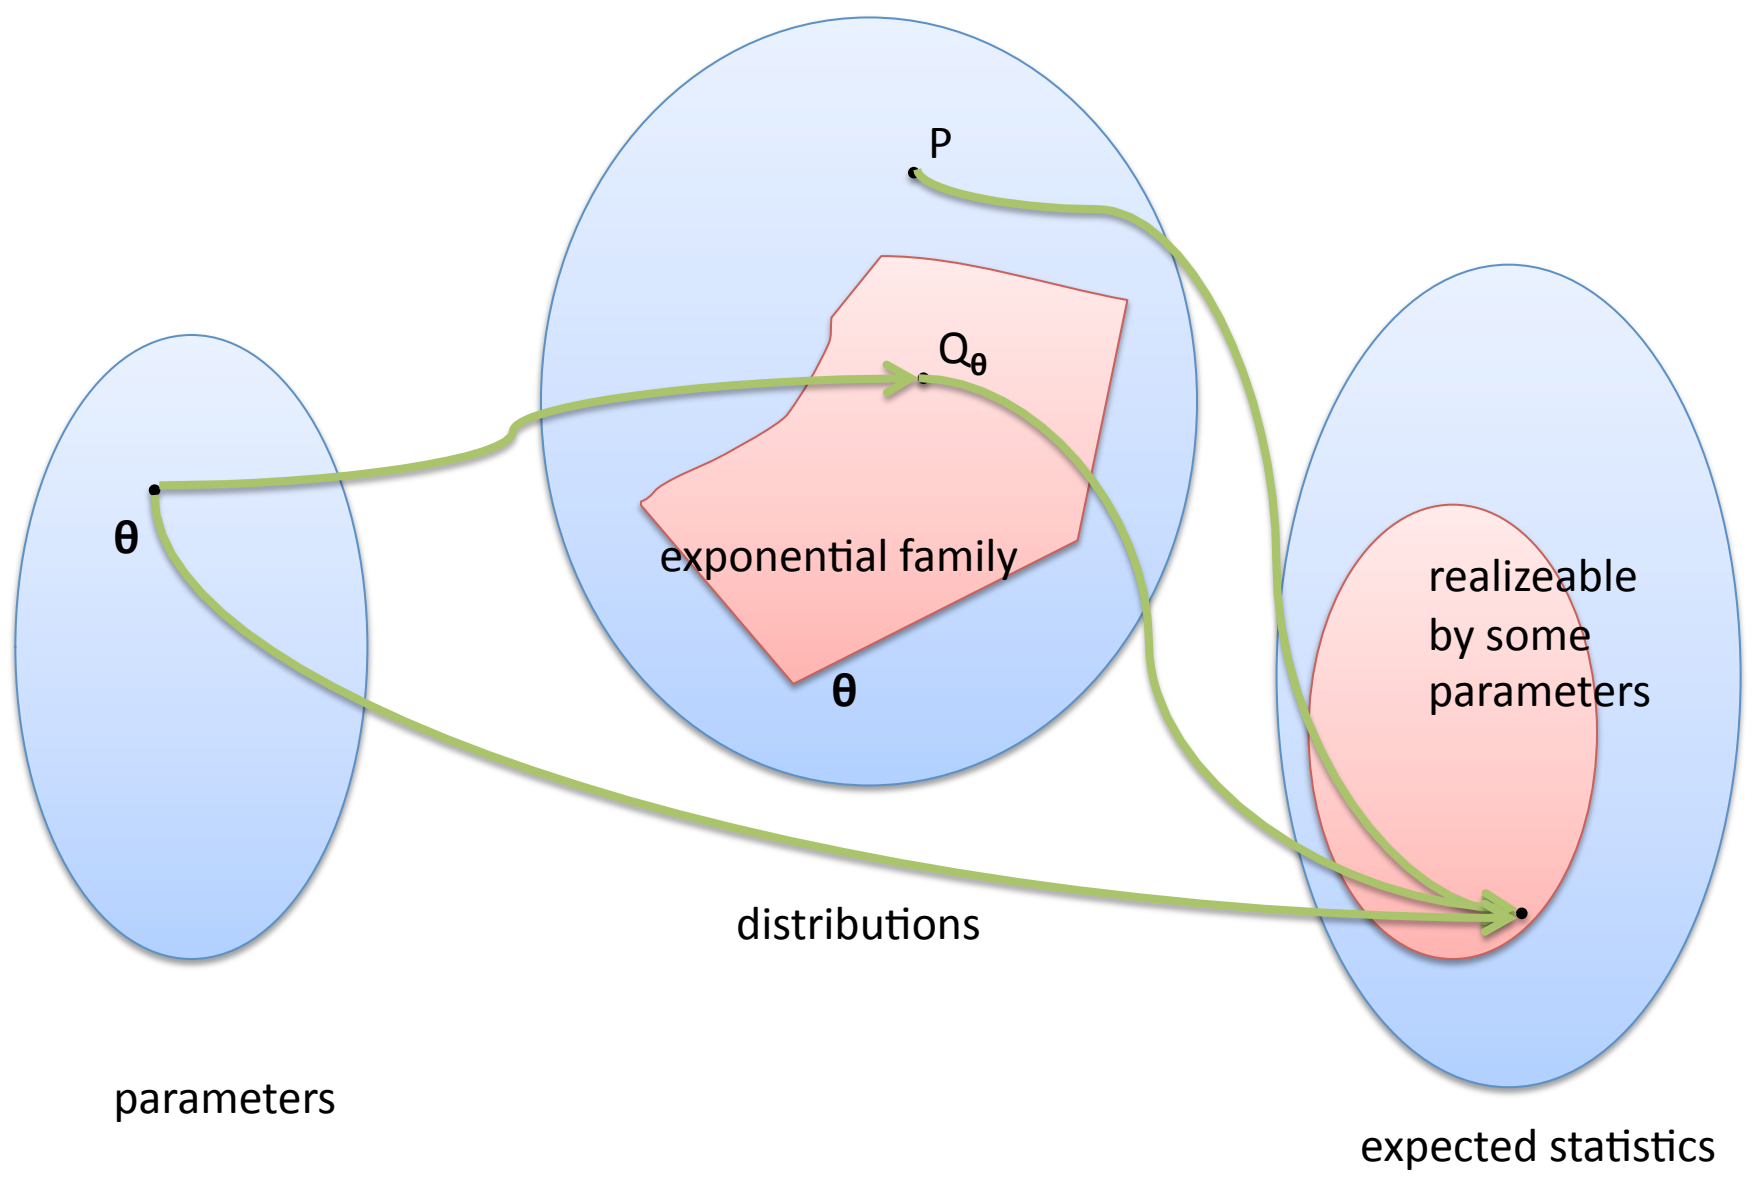 P
Qθ
θ
exponential family
θ
realizeable
by some
parameters
distributions
parameters
expected statistics